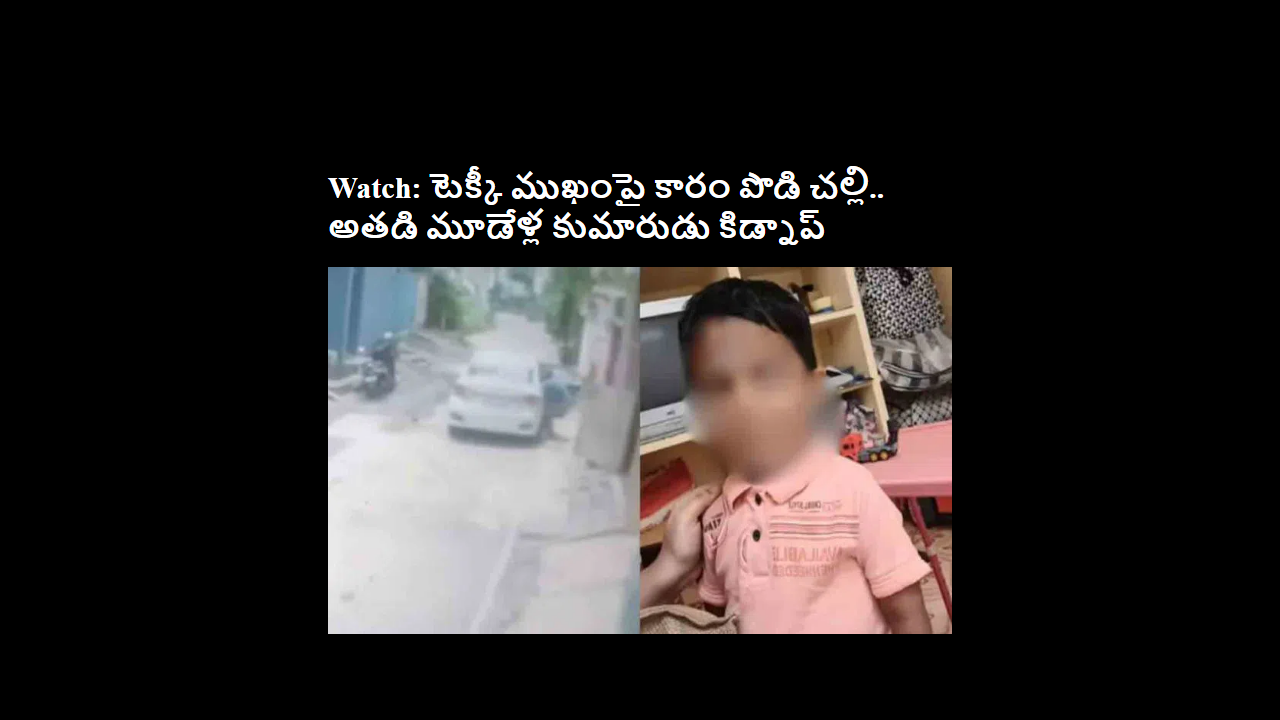 Watch: టెక్కీ ముఖంపై కారం పొడి చల్లి..
అతడి మూడేళ్ల కుమారుడు కిడ్నాప్